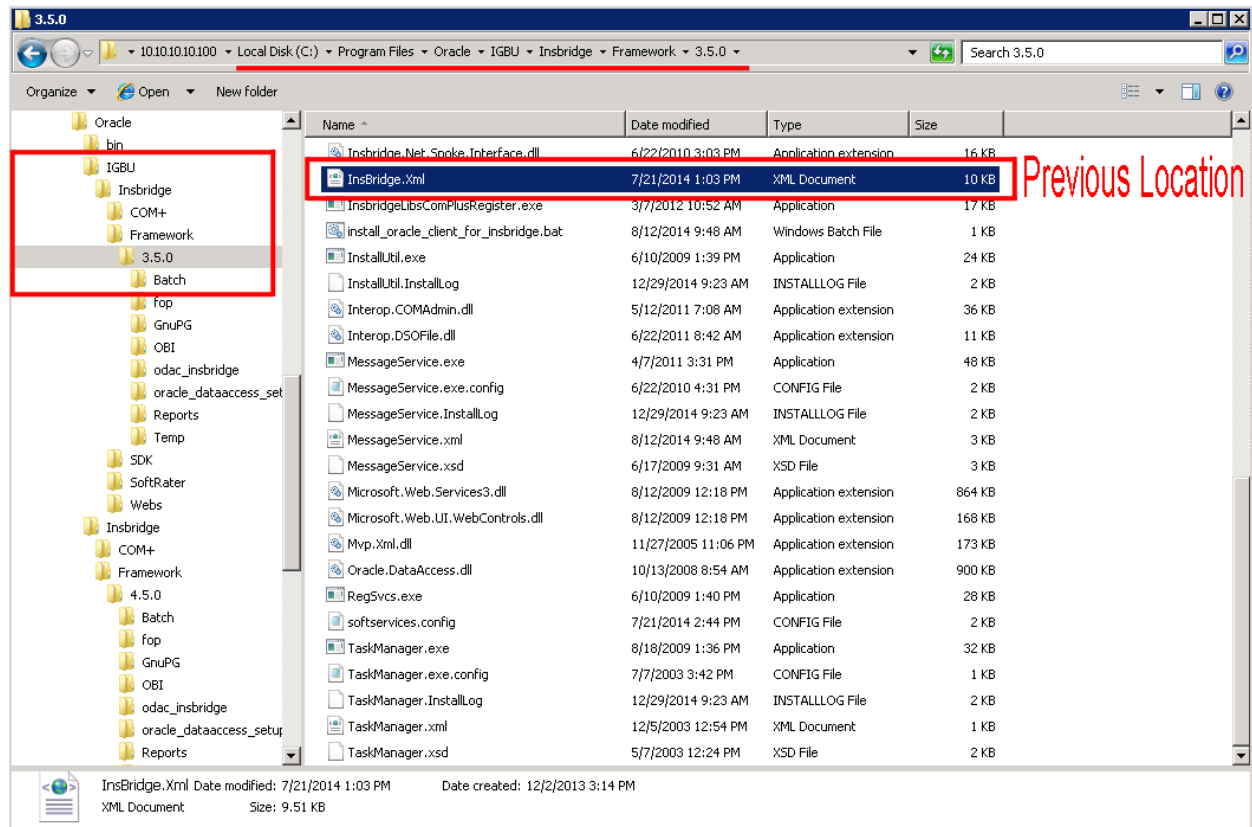 3.5.0
10.10.10.10.100 Local Disk (C:) Program Files Oracle IGBU Insbridge Framework 3.5.0
Search 3.5.0
Organize Open New folder
Oracle
bin
IGBU
Insbridge
COM+
Framework
3.5.0
Batch
fop
GnuPG
OBI
odac_insbridge
oracle_dataaccess_set
Reports
Temp
SDK
SoftRater
Webs
Insbridge
COM+
Framework
4.5.0
Batch
fop
GnuPG
OBI
odac_insbridge
oracle_dataaccess_setup
Reports
Name Date modified Type Size
Insbridge.Net.Spoke.Interface.dll 6/22/2010 3:03 PM Application extension 16 KB
InsBridge.Xml 7/21/2014 1:03 PM XML Document 10 KB
Previous Location
InsbridgeLibsComPlusRegister.exe 3/7/2012 10:52 AM Application 17 KB
install_oracle_client_for_insbridge.bat 8/12/2014 9:48 AM Windows Batch File 1 KB
InstallUtil.exe 6/10/2009 1:39 PM Application 24 KB
InstallUtil.InstallLog 12/29/2014 9:23 AM INSTALLLOG File 2 KB
Interop.COMAdmin.dll 5/12/2011 7:08 AM Application extension 36 KB
Interop.DSOFile.dll 6/22/2011 8:42 AM Application extension 11 KB
MessageService.exe 4/7/2011 3:31 PM Application 48 KB
MessageService.exe.config 6/22/2010 4:31 PM CONFIG File 2 KB
MessageService.InstallLog 12/29/2014 9:23 AM INSTALLLOG File 2 KB
MessageService.xml 8/12/2014 9:48 AM XML Document 3 KB
MessageService.xsd 6/17/2009 9:31 AM XSD File 3 KB
Microsoft.Web.Services3.dll 8/12/2009 12:18 PM Application extension 864 KB
Microsoft.Web.UI.WebControls.dll 8/12/2009 12:18 PM Application extension 168 KB
Mvp.Xml.dll 11/27/2005 11:06 PM Application extension 173 KB
Oracle.DataAccess.dll 10/13/2008 8:54 AM Application extension 900 KB
RegSvcs.exe 6/10/2009 1:40 PM Application 28 KB
softservices.config 7/21/2014 2:44 PM CONFIG File 2 KB
TaskManager.exe 8/18/2009 1:36 PM Application 32 KB
TaskManager.exe.config 7/7/2003 3:42 PM CONFIG File 1 KB
TaskManager.InstallLog 12/29/2014 9:23 AM INSTALLLOG File 2 KB
TaskManager.xml 12/5/2003 12:54 PM XML Document 1 KB
TaskManager.xsd 5/7/2003 12:24 PM XSD File 2 KB
InsBridge.Xml Date modified: 7/21/2014 1:03 PM Date created: 12/2/2013 3:14 PM
XML Document Size: 9.51 KB